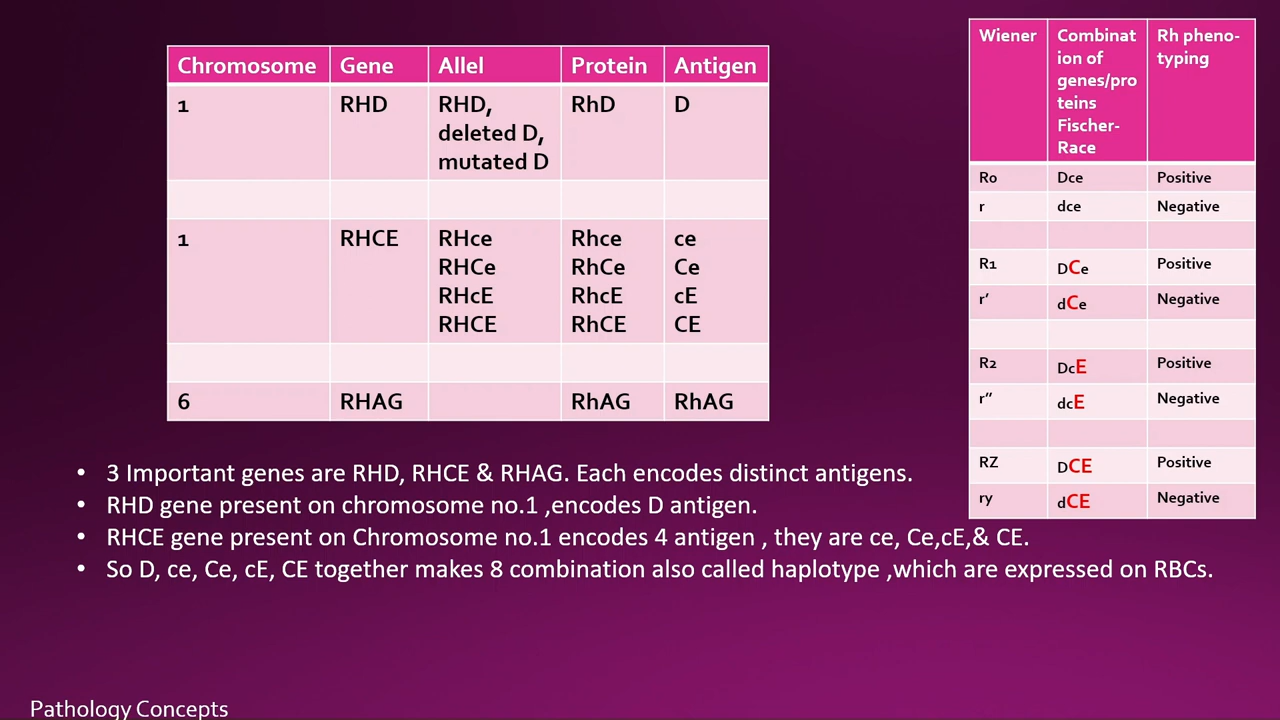 Chromosome Gene Allel Protein Antigen
1 RHD RHD, RhD D
deleted D,
mutated D
1 RHCE RHce Rhce ce
RHCe RhCe Ce
RHcE RhcE cE
RHCE RhCE CE
6 RHAG RhAG RhAG
Wiener Combinat Rh pheno-
ion of typing
genes/pro
teins
Fischer-
Race
R0 Dce Positive
r dce Negative
R1 DCe Positive
r' dCe Negative
R2 DcE Positive
r'' dcE Negative
RZ DCE Positive
ry dCE Negative
• 3 Important genes are RHD, RHCE & RHAG. Each encodes distinct antigens.
• RHD gene present on chromosome no.1 ,encodes D antigen.
• RHCE gene present on Chromosome no.1 encodes 4 antigen , they are ce, Ce,cE,& CE.
• So D, ce, Ce, cE, CE together makes 8 combination also called haplotype ,which are expressed on RBCs.
Pathology Concepts